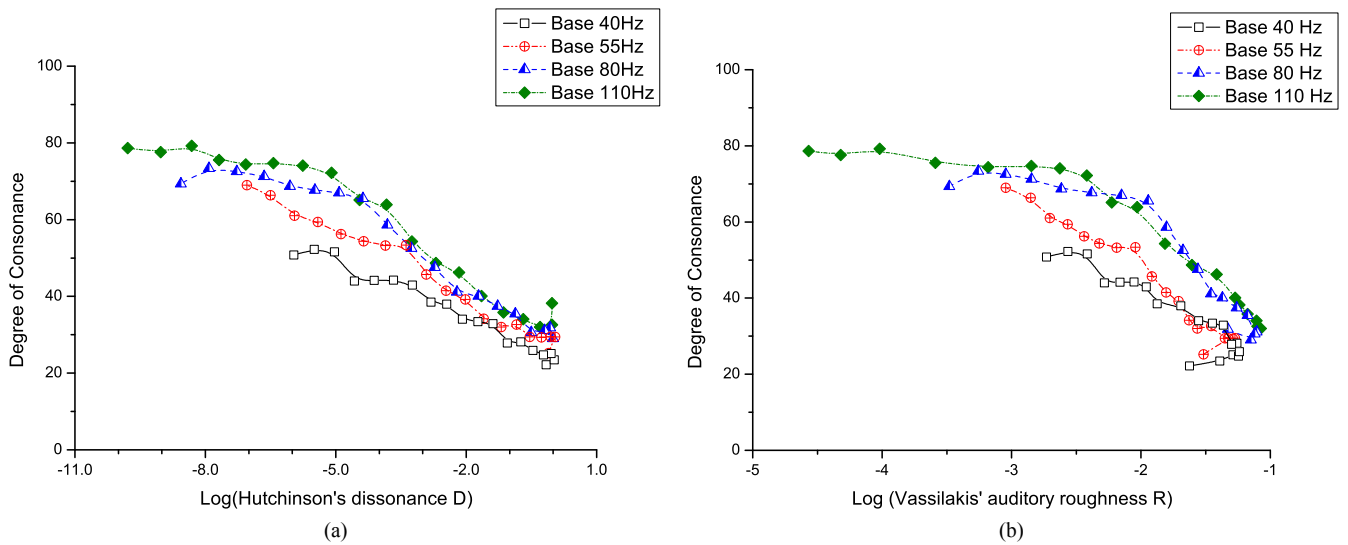 Base 40Hz
Base 55Hz
Base 80Hz
Base 110Hz
100
80
60
40
20
0
Degree of Consonance
-11.0 -8.0 -5.0 -2.0 1.0
Log(Hutchinson's dissonance D)
(a)
Base 40 Hz
Base 55 Hz
Base 80 Hz
Base 110 Hz
100
80
60
40
20
0
Degree of Consonance
-5 -4 -3 -2 -1
Log (Vassilakis' auditory roughness R)
(b)